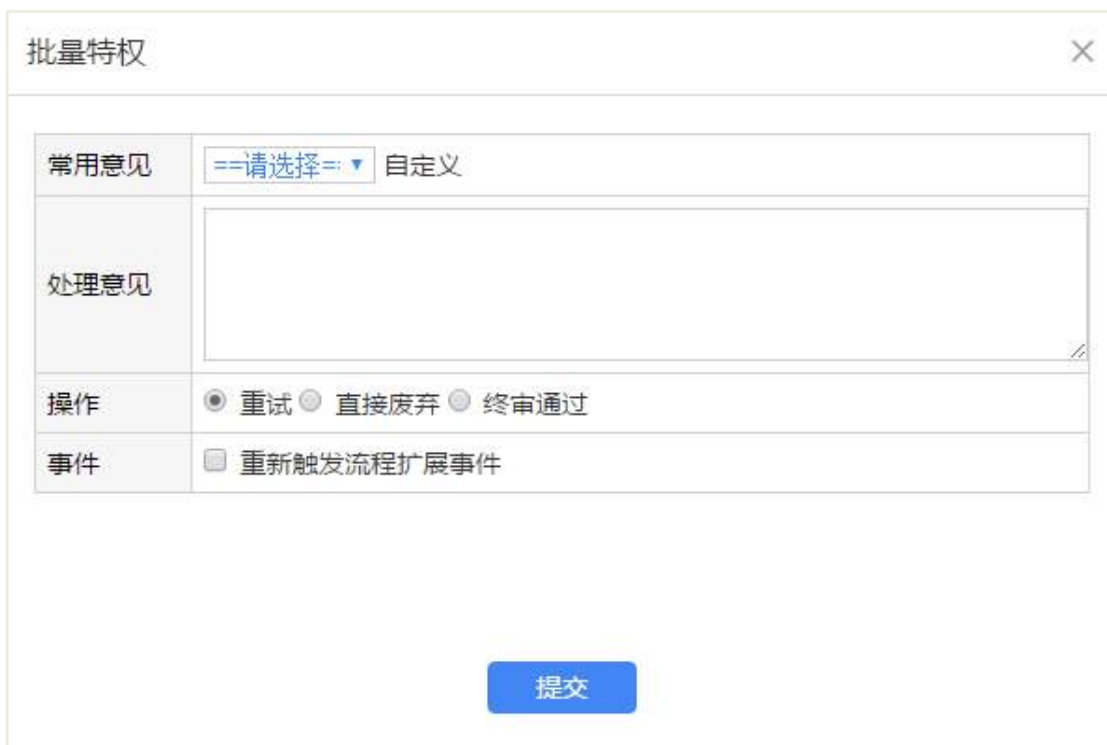 批量特权
常用意见 ==请选择= 自定义
处理意见
操作 重试 直接废弃 终审通过
事件 重新触发流程扩展事件
提交